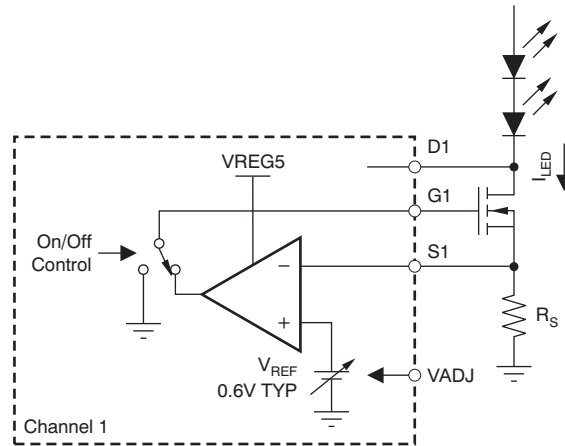 D1
I_LED
VREG5
G1
On/Off
Control
S1
−
+
R_S
V_REF
0.6V TYP
VADJ
Channel 1